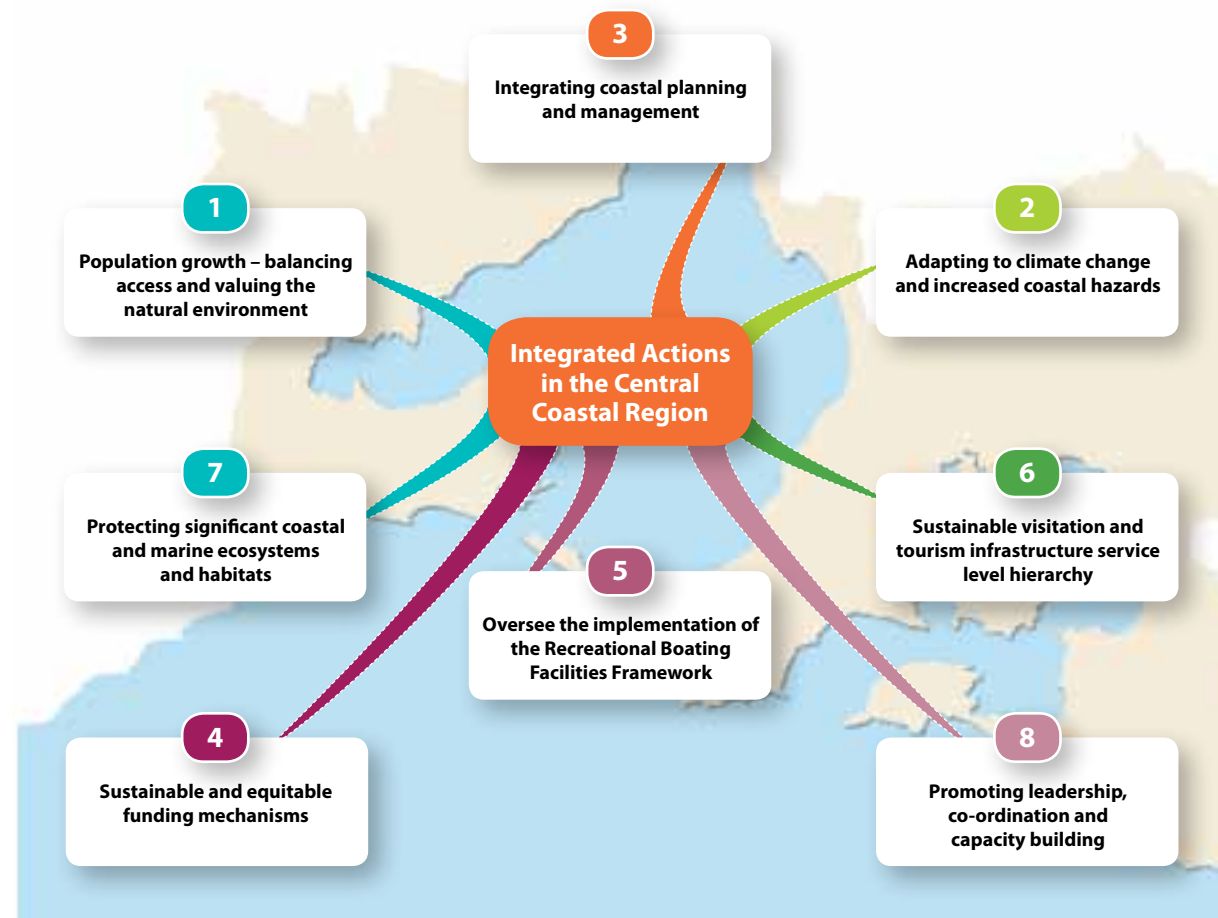 3
Integrating coastal planning
and management
1
Population growth – balancing
access and valuing the
natural environment
2
Adapting to climate change
and increased coastal hazards
Integrated Actions
in the Central
Coastal Region
7
Protecting significant coastal
and marine ecosystems
and habitats
6
Sustainable visitation and
tourism infrastructure service
level hierarchy
5
Oversee the implementation of
the Recreational Boating
Facilities Framework
4
Sustainable and equitable
funding mechanisms
8
Promoting leadership,
co-ordination and
capacity building